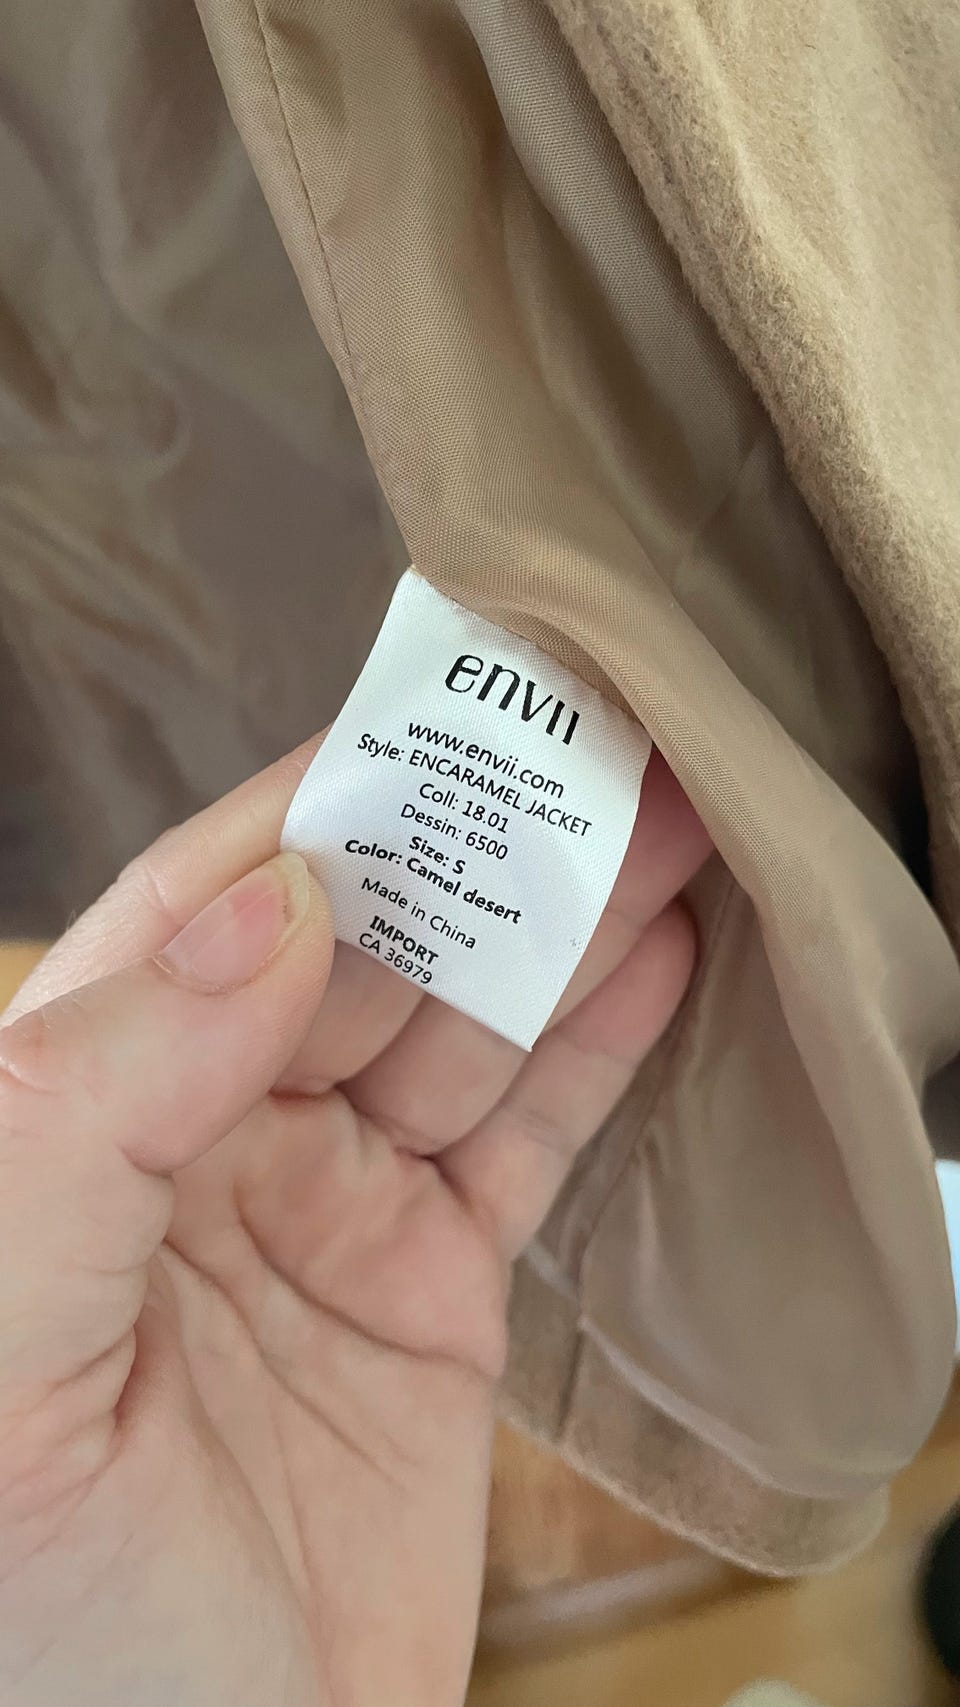 envii
www.envii.com
Style: ENCARAMEL JACKET
Coll: 18.01
Dessin: 6500
Size: S
Color: Camel desert
Made in China
IMPORT
CA 36979